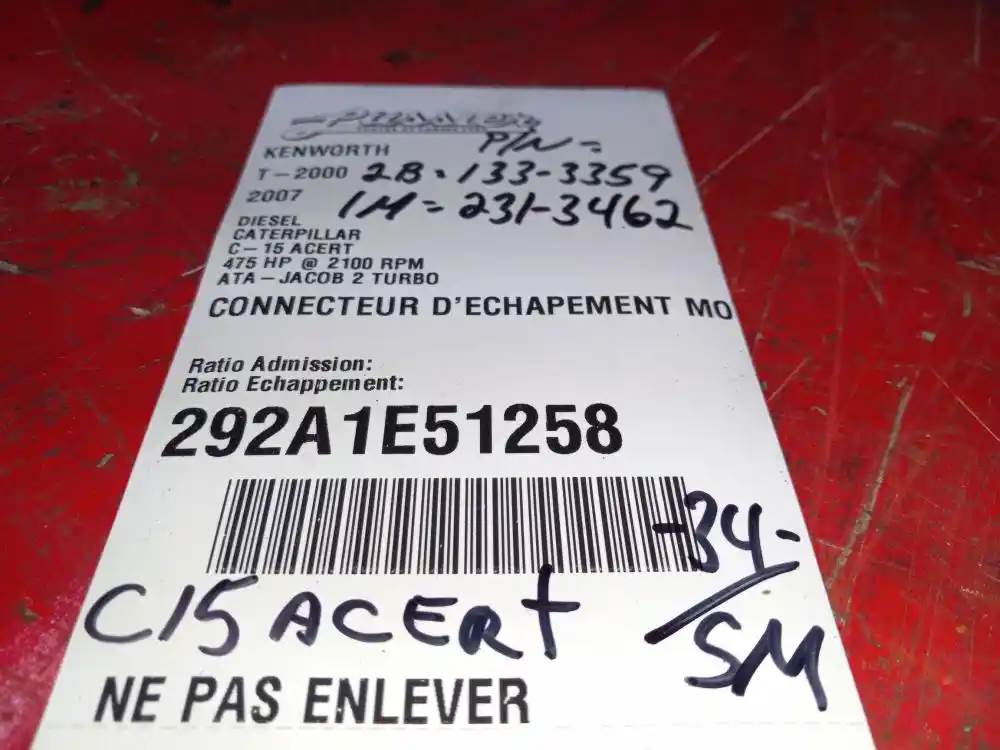 P/N -
KENWORTH
T-2000 2B = 133-3359
2007 1M = 231-3462
DIESEL
CATERPILLAR
C-15 ACERT
475 HP @ 2100 RPM
ATA-JACOB 2 TURBO
CONNECTEUR D'ECHAPEMENT MO
Ratio Admission:
Ratio Echappement:
292A1E51258
-34-
C15 ACERT
SM
NE PAS ENLEVER